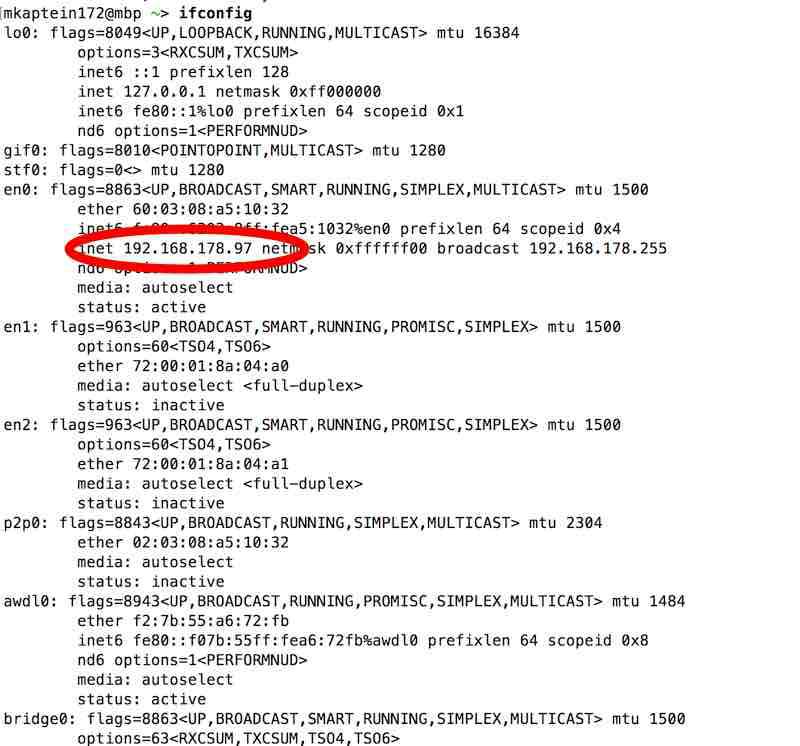 mkaptein172@mbp ~> ifconfig
lo0: flags=8049<UP,LOOPBACK,RUNNING,MULTICAST> mtu 16384
options=3<RXCSUM,TXCSUM>
inet6 ::1 prefixlen 128
inet 127.0.0.1 netmask 0xff000000
inet6 fe80::1%lo0 prefixlen 64 scopeid 0x1
nd6 options=1<PERFORMNUD>
gif0: flags=8010<POINTOPOINT,MULTICAST> mtu 1280
stf0: flags=0<> mtu 1280
en0: flags=8863<UP,BROADCAST,SMART,RUNNING,SIMPLEX,MULTICAST> mtu 1500
ether 60:03:08:a5:10:32
inet6 prefixlen 64 scopeid 0x4
inet 192.168.178.97 netmask 0xffffff00 broadcast 192.168.178.255
nd6 options=1<PERFORMNUD>
media: autoselect
status: active
en1: flags=963<UP,BROADCAST,SMART,RUNNING,PROMISC,SIMPLEX> mtu 1500
options=60<TSO4,TSO6>
ether 72:00:01:8a:04:a0
media: autoselect <full-duplex>
status: inactive
en2: flags=963<UP,BROADCAST,SMART,RUNNING,PROMISC,SIMPLEX> mtu 1500
options=60<TSO4,TSO6>
ether 72:00:01:8a:04:a1
media: autoselect <full-duplex>
status: inactive
p2p0: flags=8843<UP,BROADCAST,RUNNING,SIMPLEX,MULTICAST> mtu 2304
ether 02:03:08:a5:10:32
media: autoselect
status: inactive
awdl0: flags=8943<UP,BROADCAST,RUNNING,PROMISC,SIMPLEX,MULTICAST> mtu 1484
ether f2:7b:55:a6:72:fb
inet6 fe80::f07b:55ff:fea6:72fb%awdl0 prefixlen 64 scopeid 0x8
nd6 options=1<PERFORMNUD>
media: autoselect
status: active
bridge0: flags=8863<UP,BROADCAST,SMART,RUNNING,SIMPLEX,MULTICAST> mtu 1500
options=63<RXCSUM,TXCSUM,TSO4,TSO6>